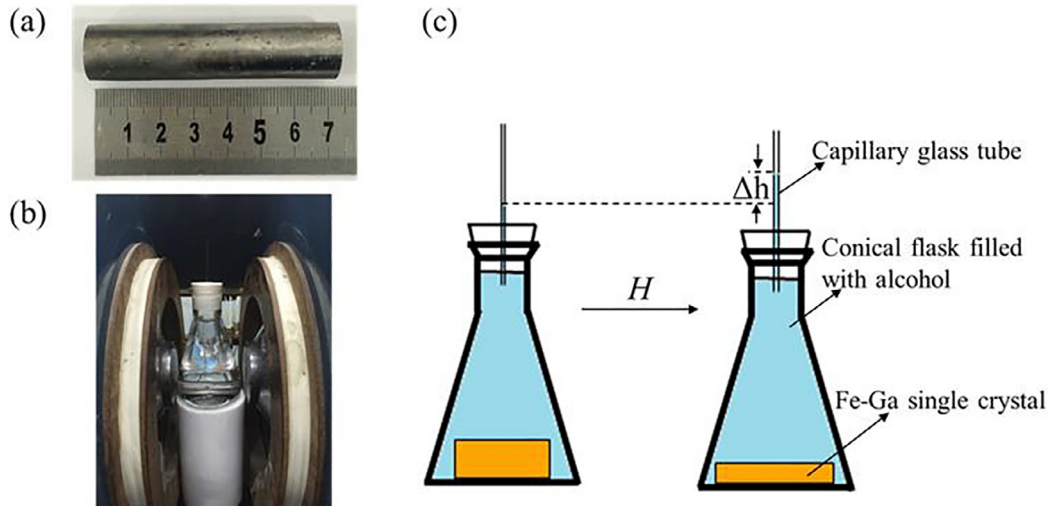 (a)
1 2 3 4 5 6 7
(b)
(c)
Capillary glass tube
Δh
Conical flask filled
with alcohol
H
Fe-Ga single crystal